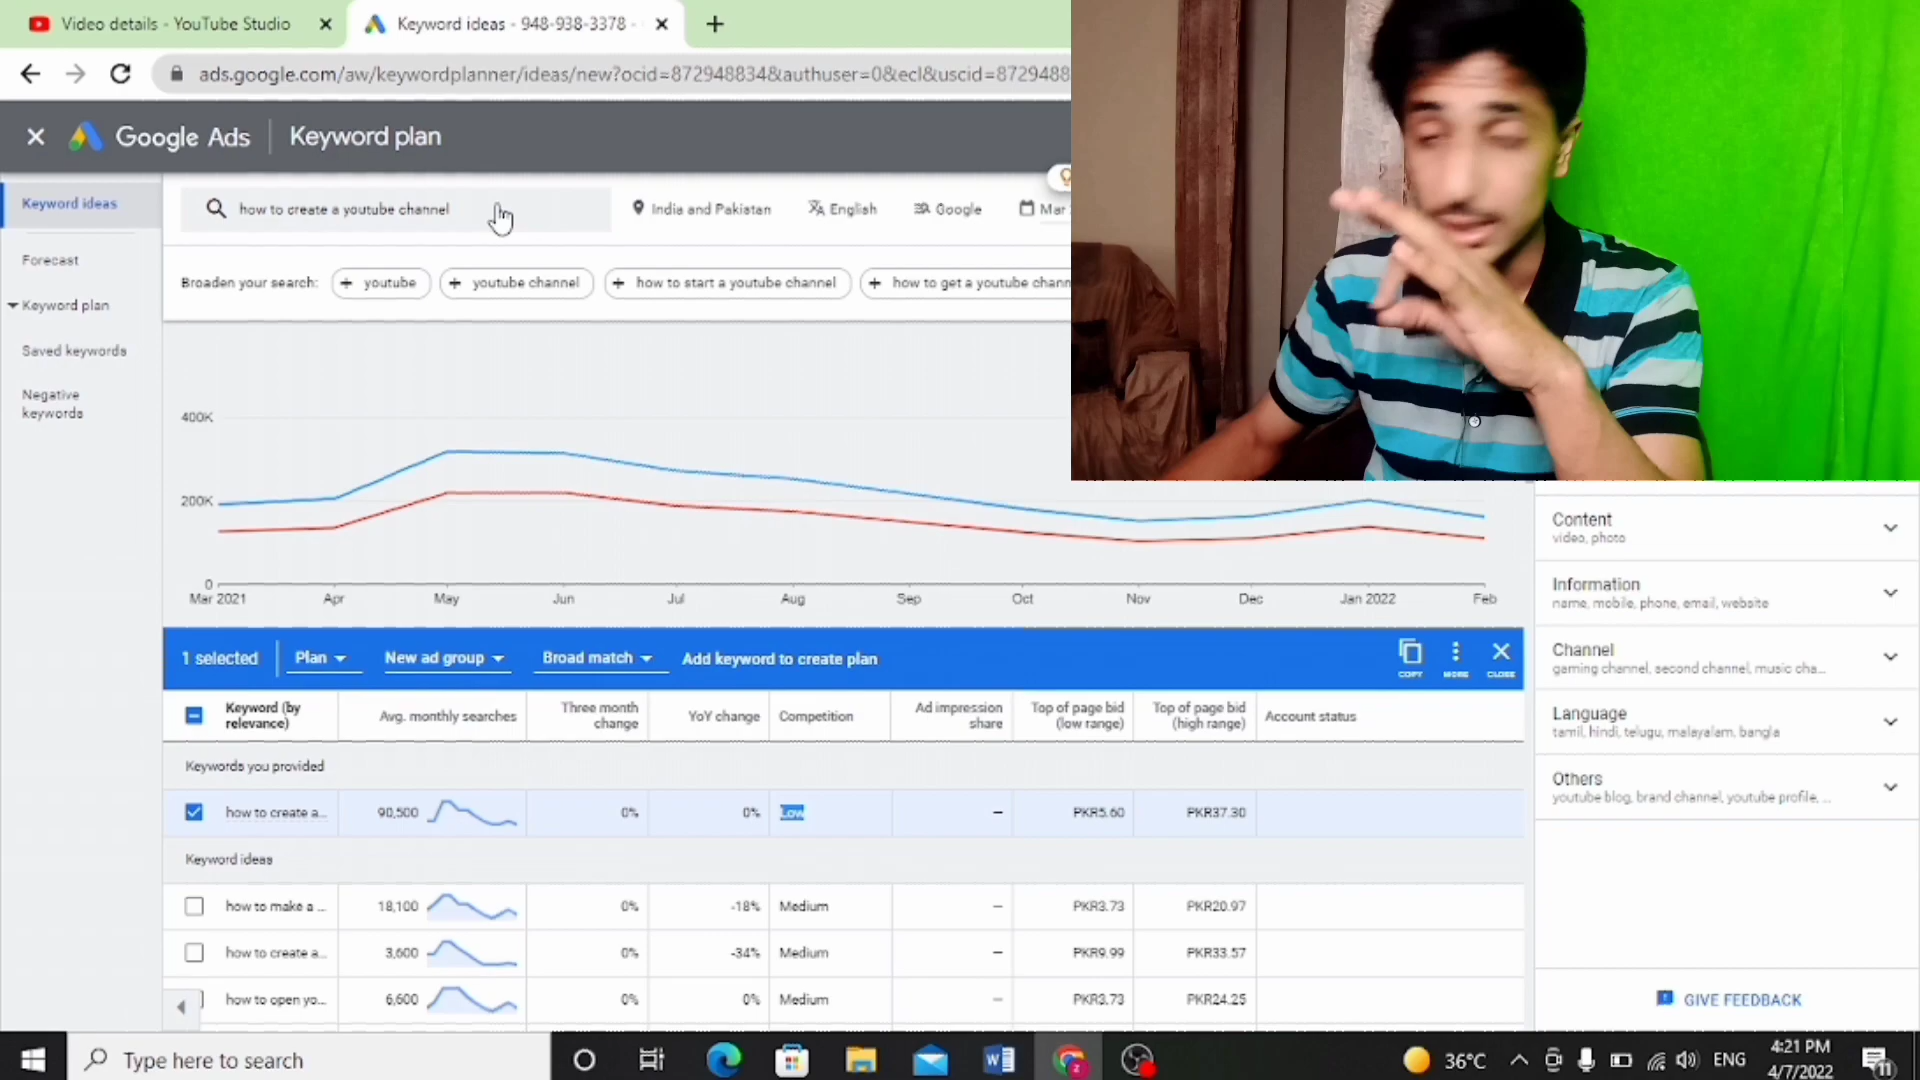 Video details - YouTube Studio
Keyword ideas - 948-938-3378 -
ads.google.com/aw/keywordplanner/ideas/new?ocid=872948834&authuser=0&ecl&uscid=8729488
Google Ads
Keyword plan
Keyword ideas
Forecast
Keyword plan
Saved keywords
Negative
keywords
how to create a youtube channel
India and Pakistan
English
Google
Mar
Broaden your search:
youtube
youtube channel
how to start a youtube channel
how to get a youtube chann
400K
200K
0
Mar 2021
Apr
May
Jun
Jul
Aug
Sep
Oct
Nov
Dec
Jan 2022
Feb
1 selected
Plan
New ad group
Broad match
Add keyword to create plan
COPY
MORE
CLOSE
Keyword (by
relevance)
Avg. monthly searches
Three month
change
YoY change
Competition
Ad impression
share
Top of page bid
(low range)
Top of page bid
(high range)
Account status
Keywords you provided
how to create a... 90,500 0% 0% Low – PKR5.60 PKR37.30
Keyword ideas
how to make a ... 18,100 0% -18% Medium – PKR3.73 PKR20.97
how to create a... 3,600 0% -34% Medium – PKR9.99 PKR33.57
how to open yo... 6,600 0% 0% Medium – PKR3.73 PKR24.25
Content
video, photo
Information
name, mobile, phone, email, website
Channel
gaming channel, second channel, music cha...
Language
tamil, hindi, telugu, malayalam, bangla
Others
youtube blog, brand channel, youtube profile, ...
GIVE FEEDBACK
Type here to search
36°C
ENG
4:21 PM
4/7/2022
11